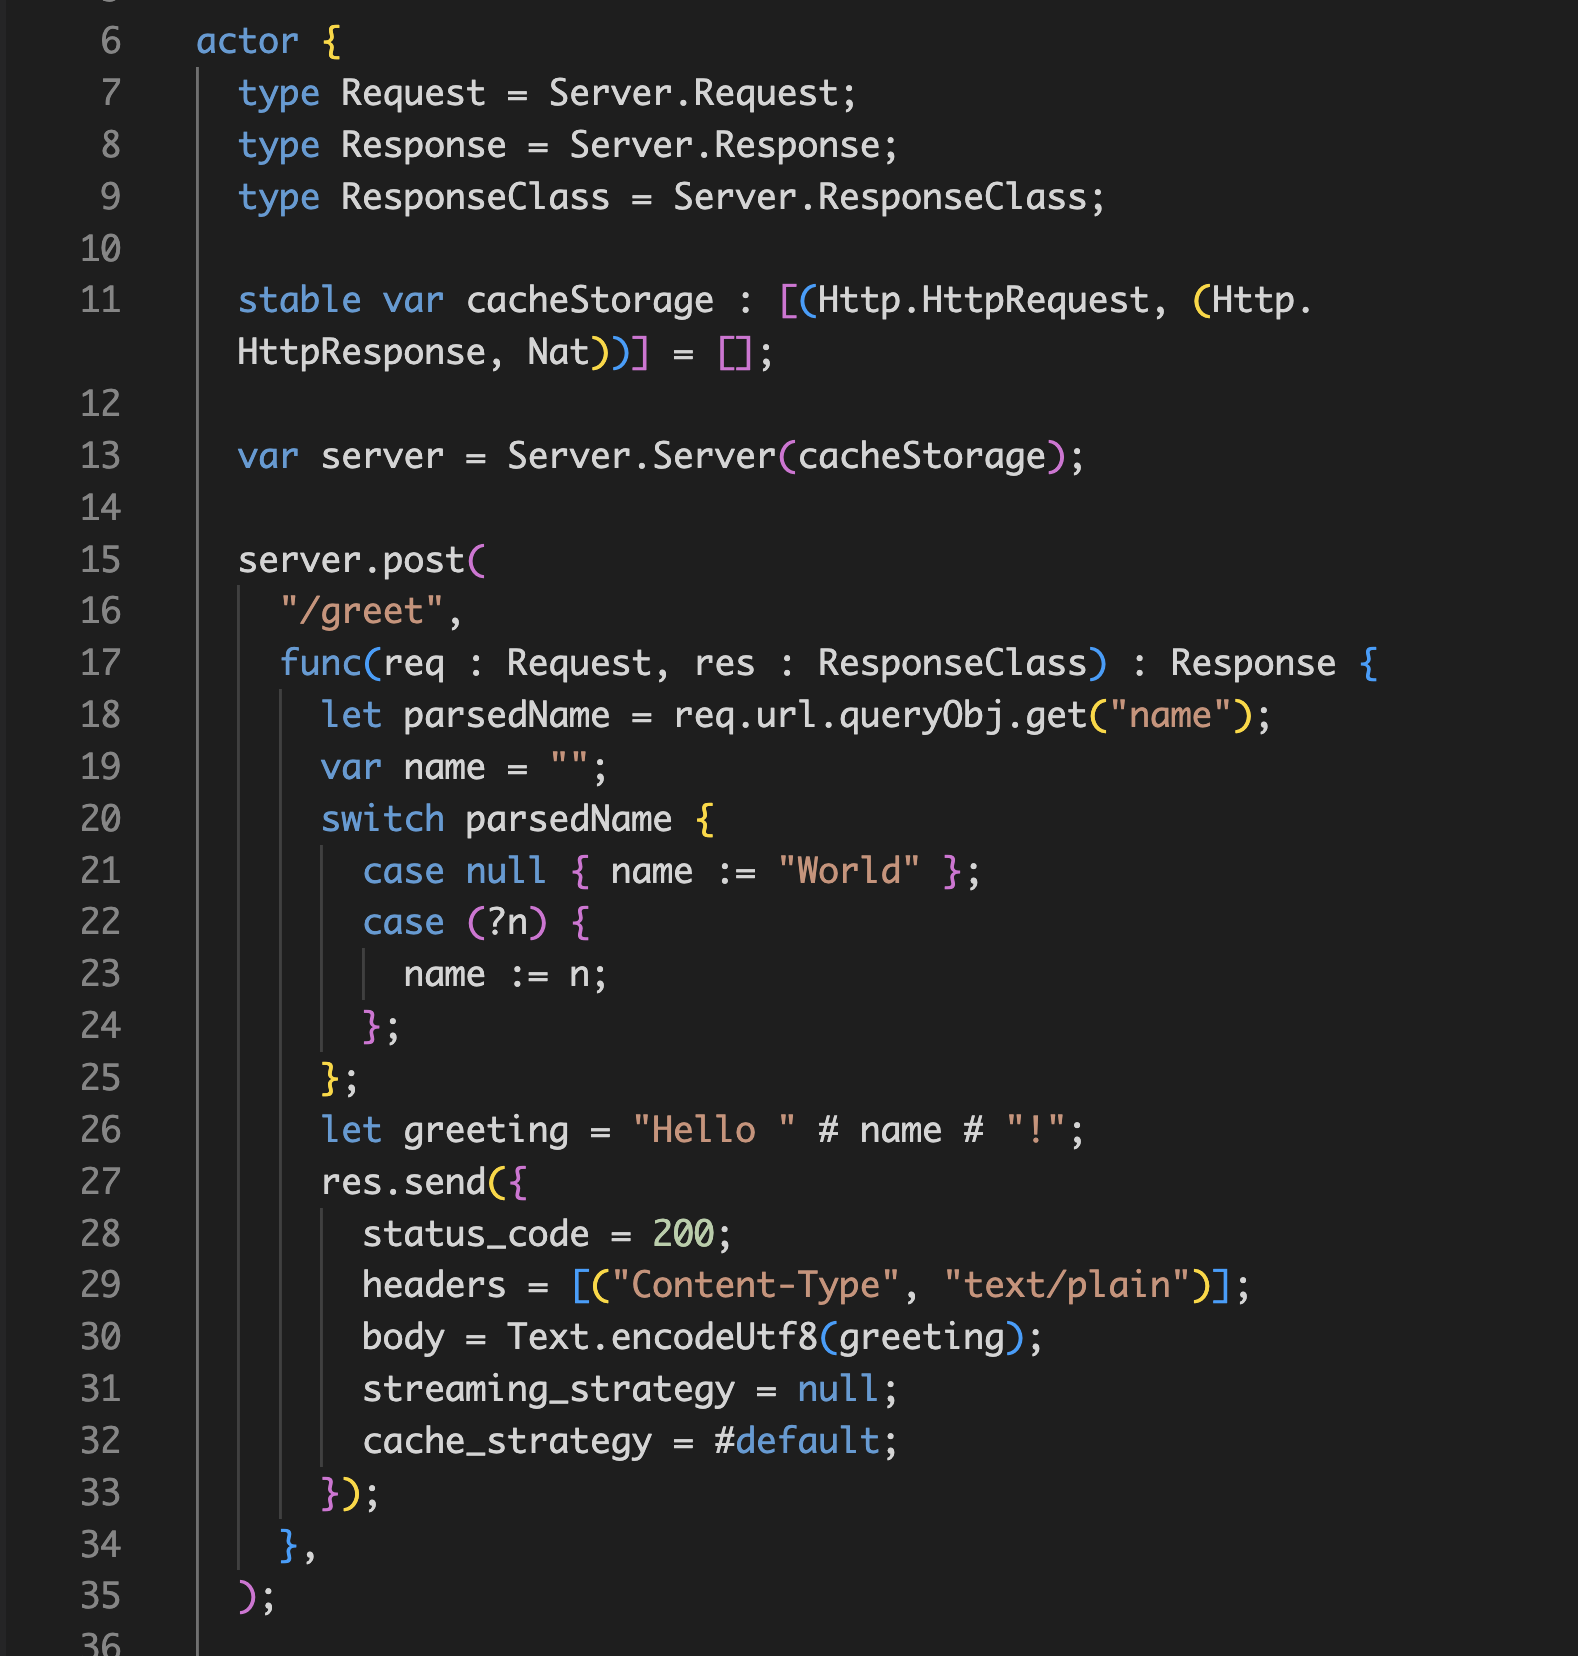 6 actor {
7 type Request = Server.Request;
8 type Response = Server.Response;
9 type ResponseClass = Server.ResponseClass;
10
11 stable var cacheStorage : [(Http.HttpRequest, (Http.
HttpResponse, Nat))] = [];
12
13 var server = Server.Server(cacheStorage);
14
15 server.post(
16 "/greet",
17 func(req : Request, res : ResponseClass) : Response {
18 let parsedName = req.url.queryObj.get("name");
19 var name = "";
20 switch parsedName {
21 case null { name := "World" };
22 case (?n) {
23 name := n;
24 };
25 };
26 let greeting = "Hello " # name # "!";
27 res.send({
28 status_code = 200;
29 headers = [("Content-Type", "text/plain")];
30 body = Text.encodeUtf8(greeting);
31 streaming_strategy = null;
32 cache_strategy = #default;
33 });
34 },
35 );
36